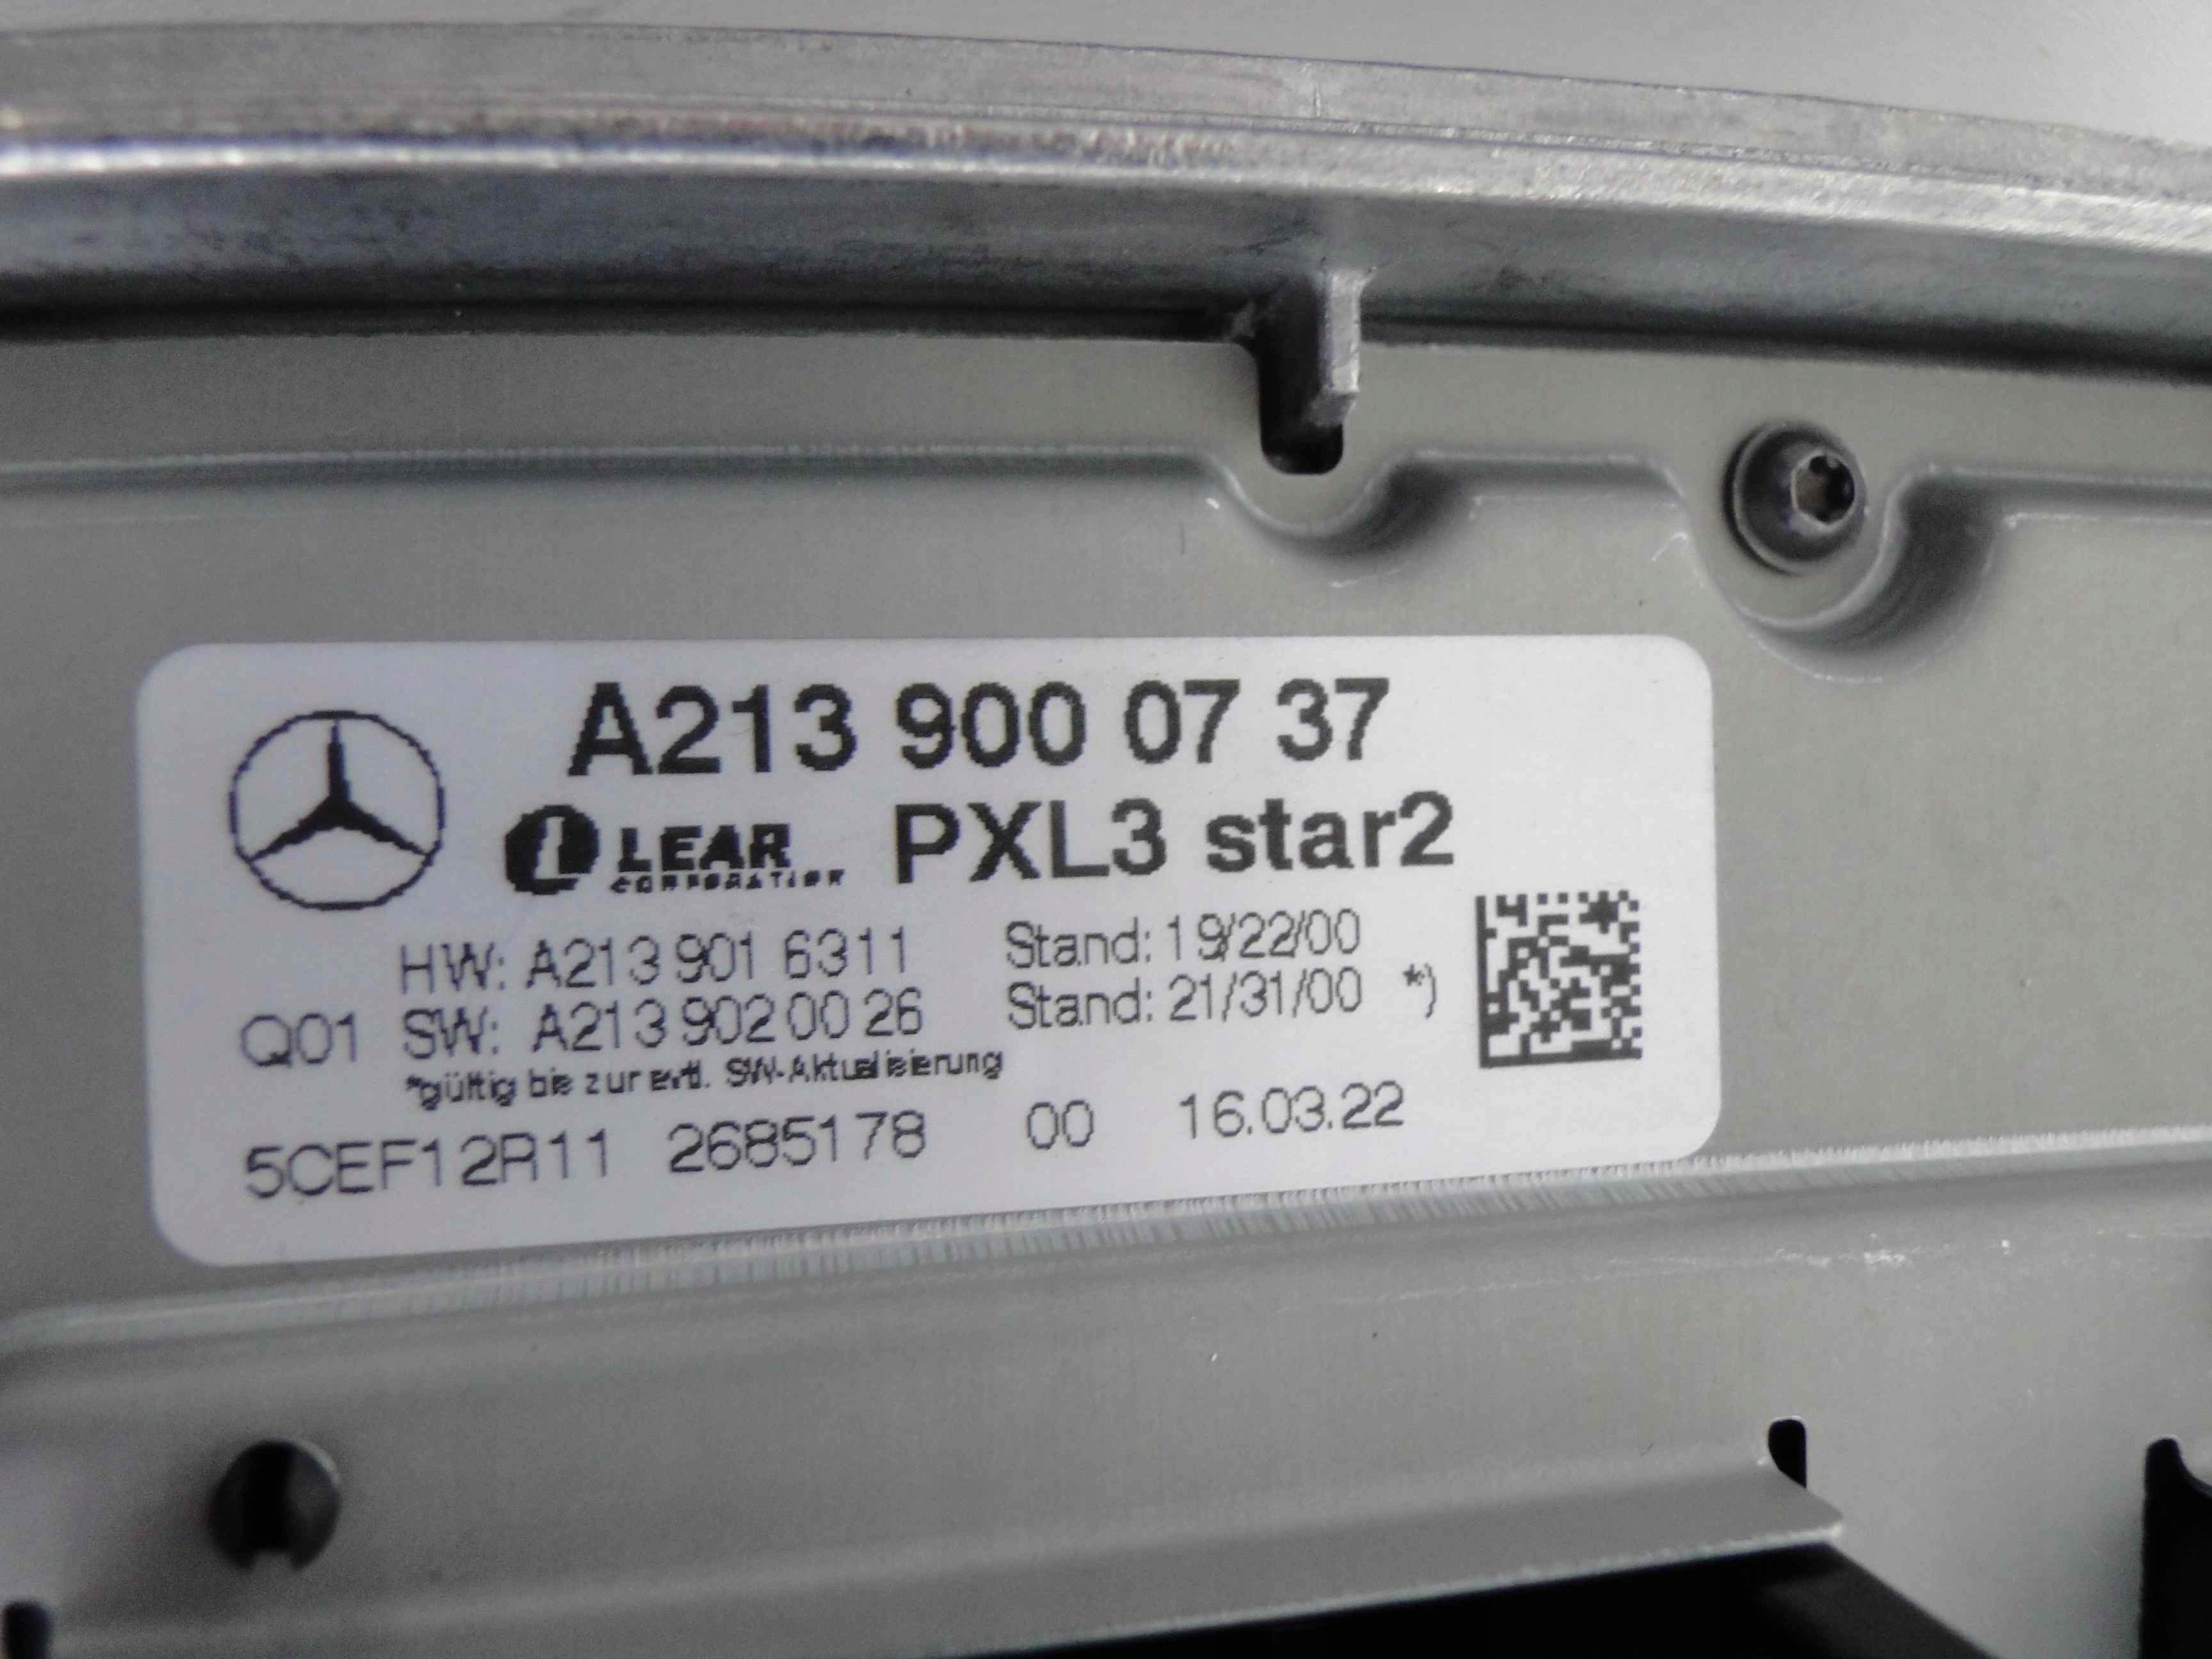 A213 900 07 37
LEAR CORPORATION PXL3 star2
HW: A213 901 6311 Stand: 19/22/00
Q01 SW: A213 902 00 26 Stand: 21/31/00 *)
*gültig bis zur evtl. SW-Aktualisierung
5CEF12R11 2685178 00 16.03.22